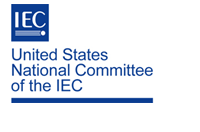 IEC
United States
National Committee
of the IEC